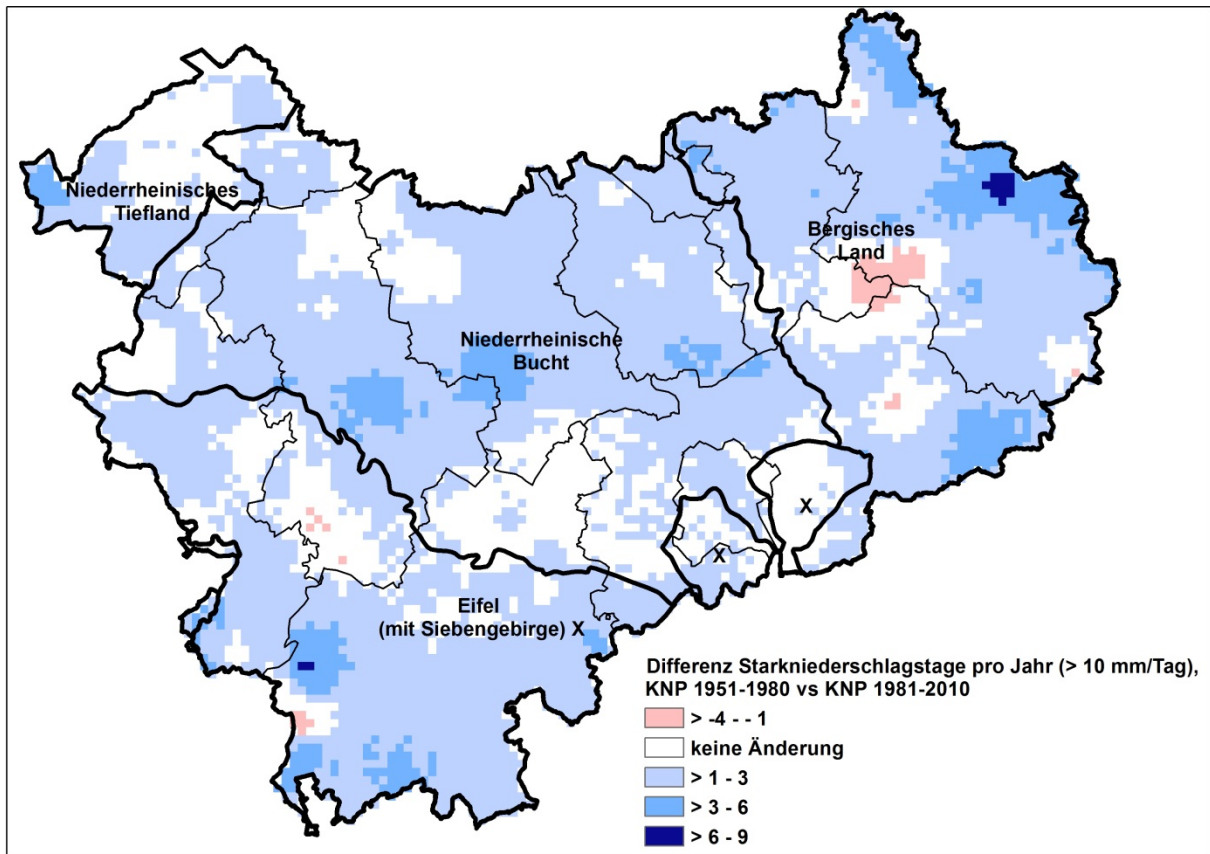 Niederrheinisches
Tiefland
Bergisches
Land
Niederrheinische
Bucht
X
X
Eifel
(mit Siebengebirge) X
Differenz Starkniederschlagstage pro Jahr (> 10 mm/Tag),
KNP 1951-1980 vs KNP 1981-2010
> -4 - - 1
keine Änderung
> 1 - 3
> 3 - 6
> 6 - 9